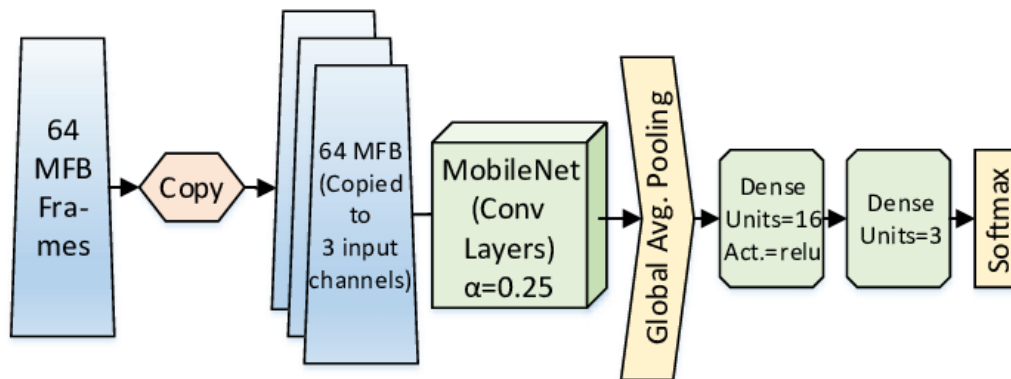 64
MFB
Fra-
mes
Copy
64 MFB
(Copied
to
3 input
channels)
MobileNet
(Conv
Layers)
α=0.25
Global Avg. Pooling
Dense
Units=16
Act.=relu
Dense
Units=3
Softmax